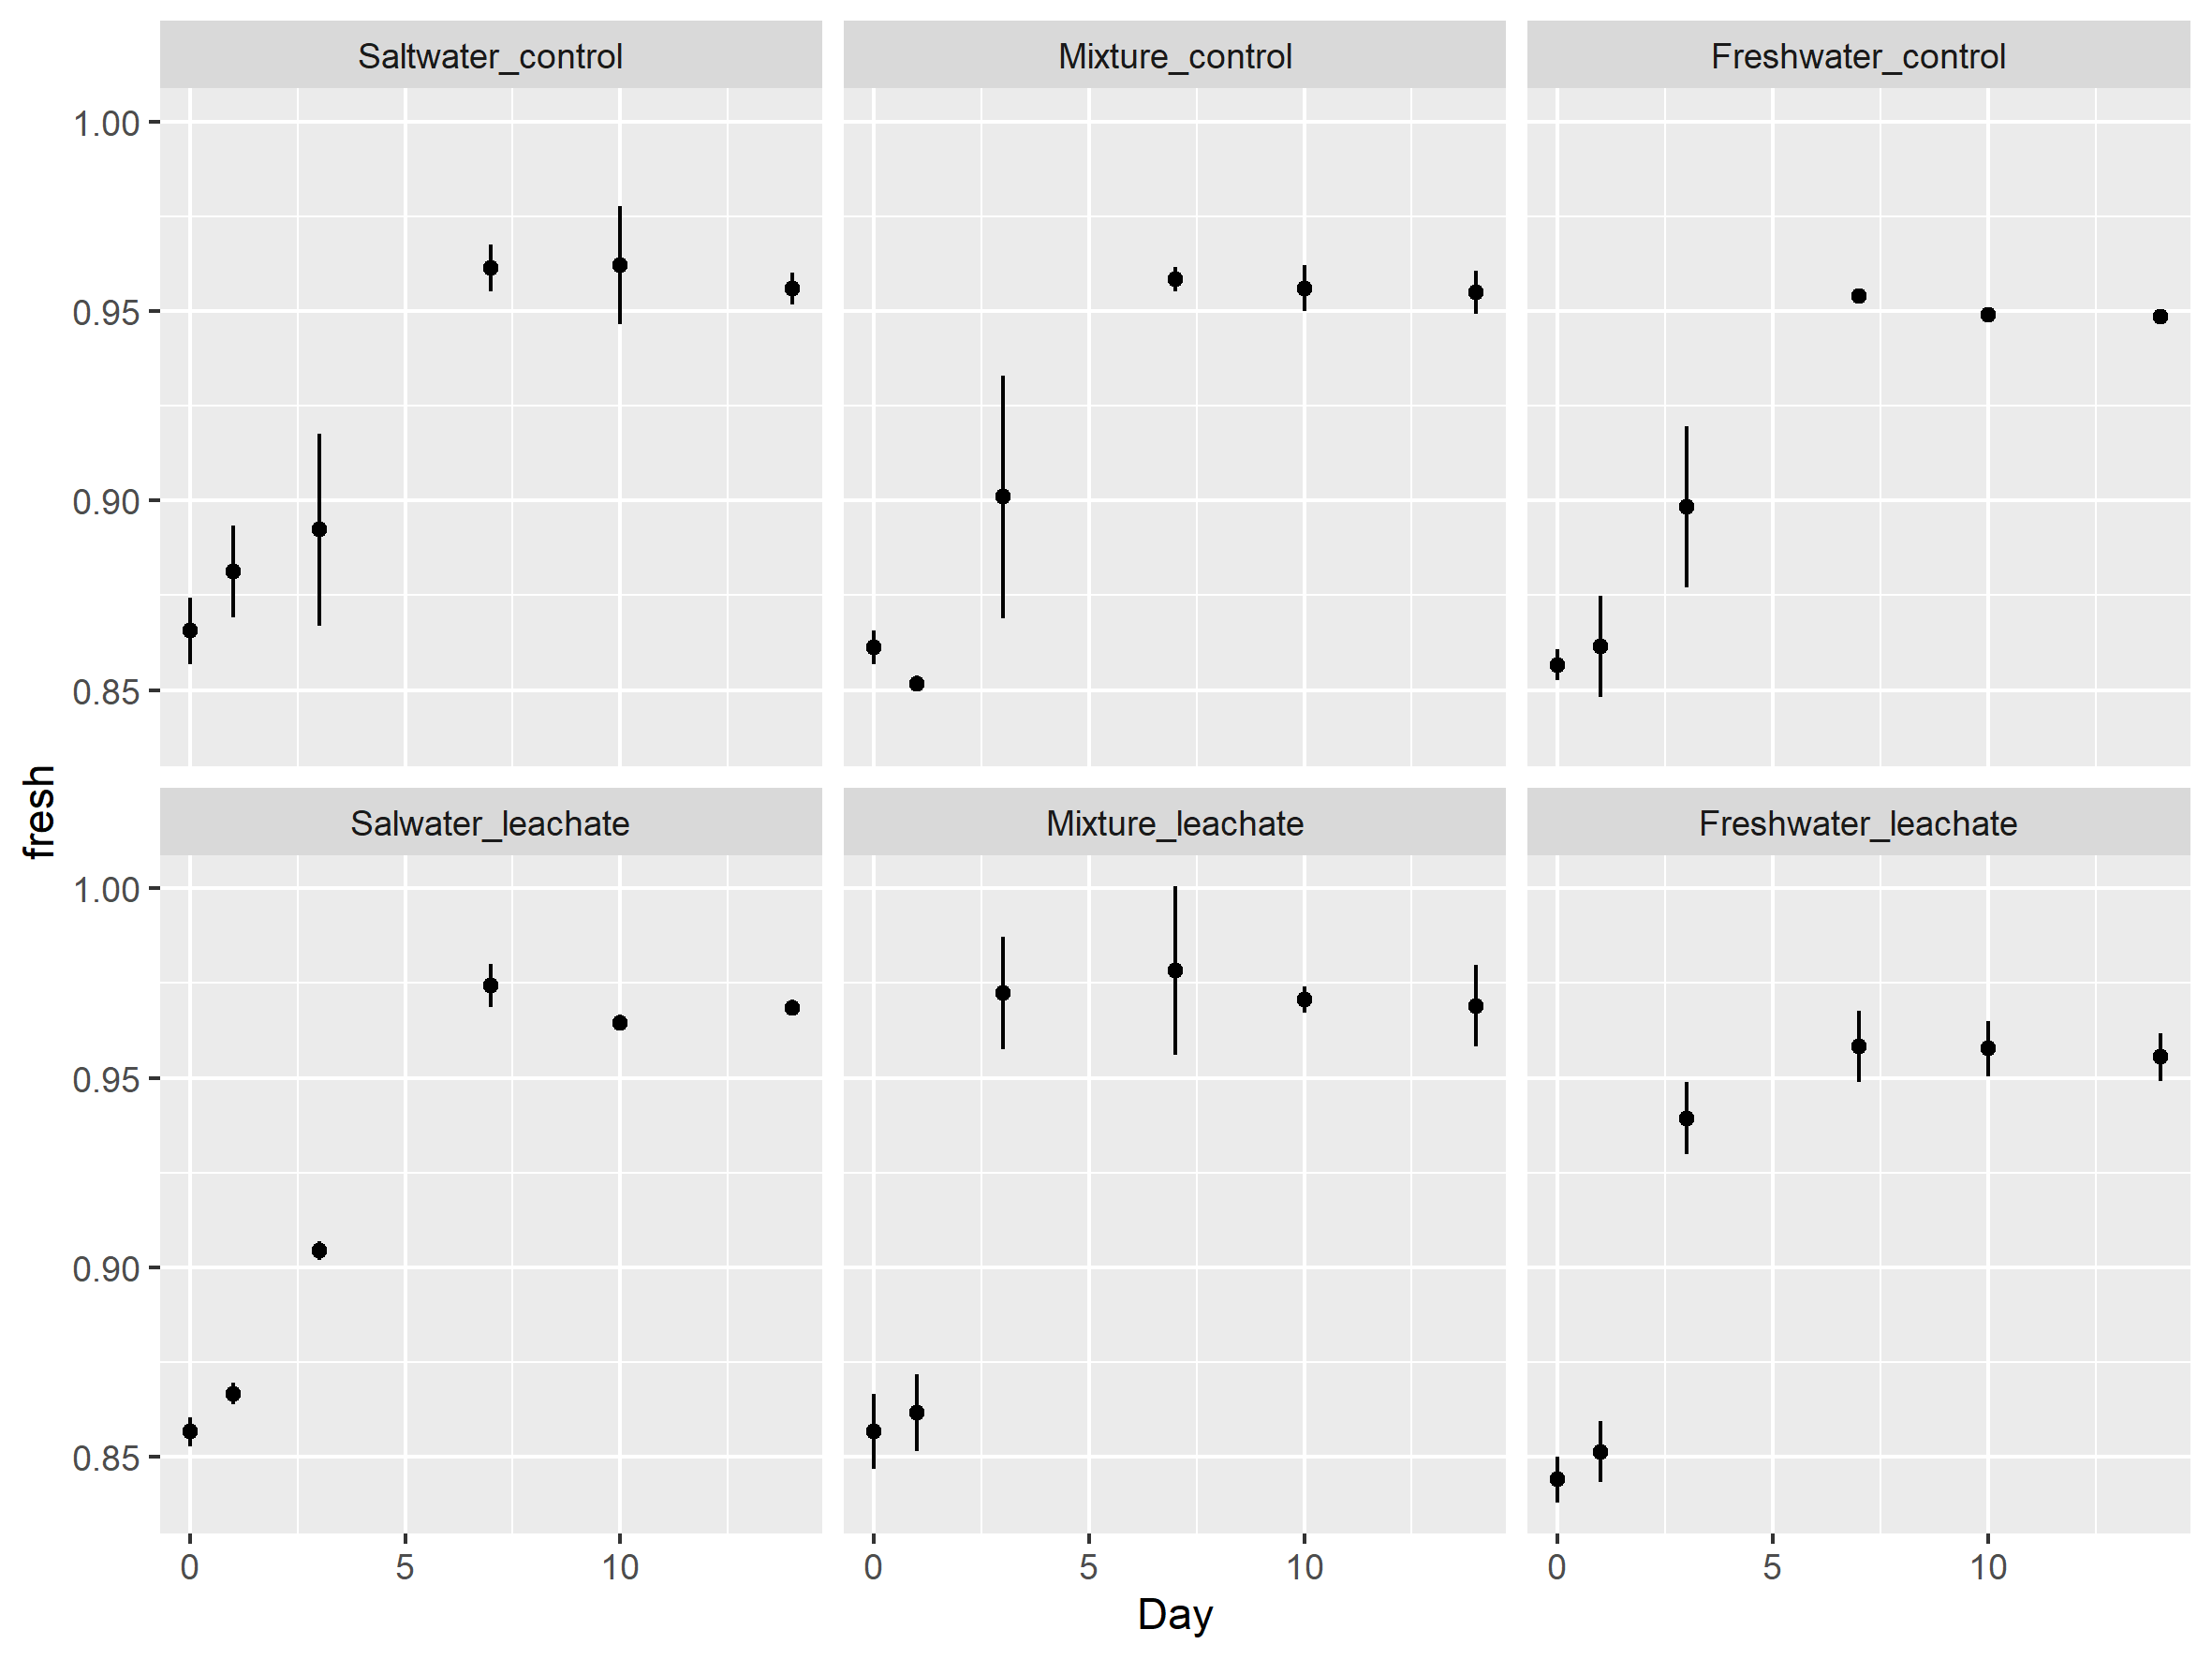 Saltwater_control
Mixture_control
Freshwater_control
1.00
0.95
0.90
0.85
fresh
Salwater_leachate
Mixture_leachate
Freshwater_leachate
1.00
0.95
0.90
0.85
0
5
10
0
5
10
0
5
10
Day